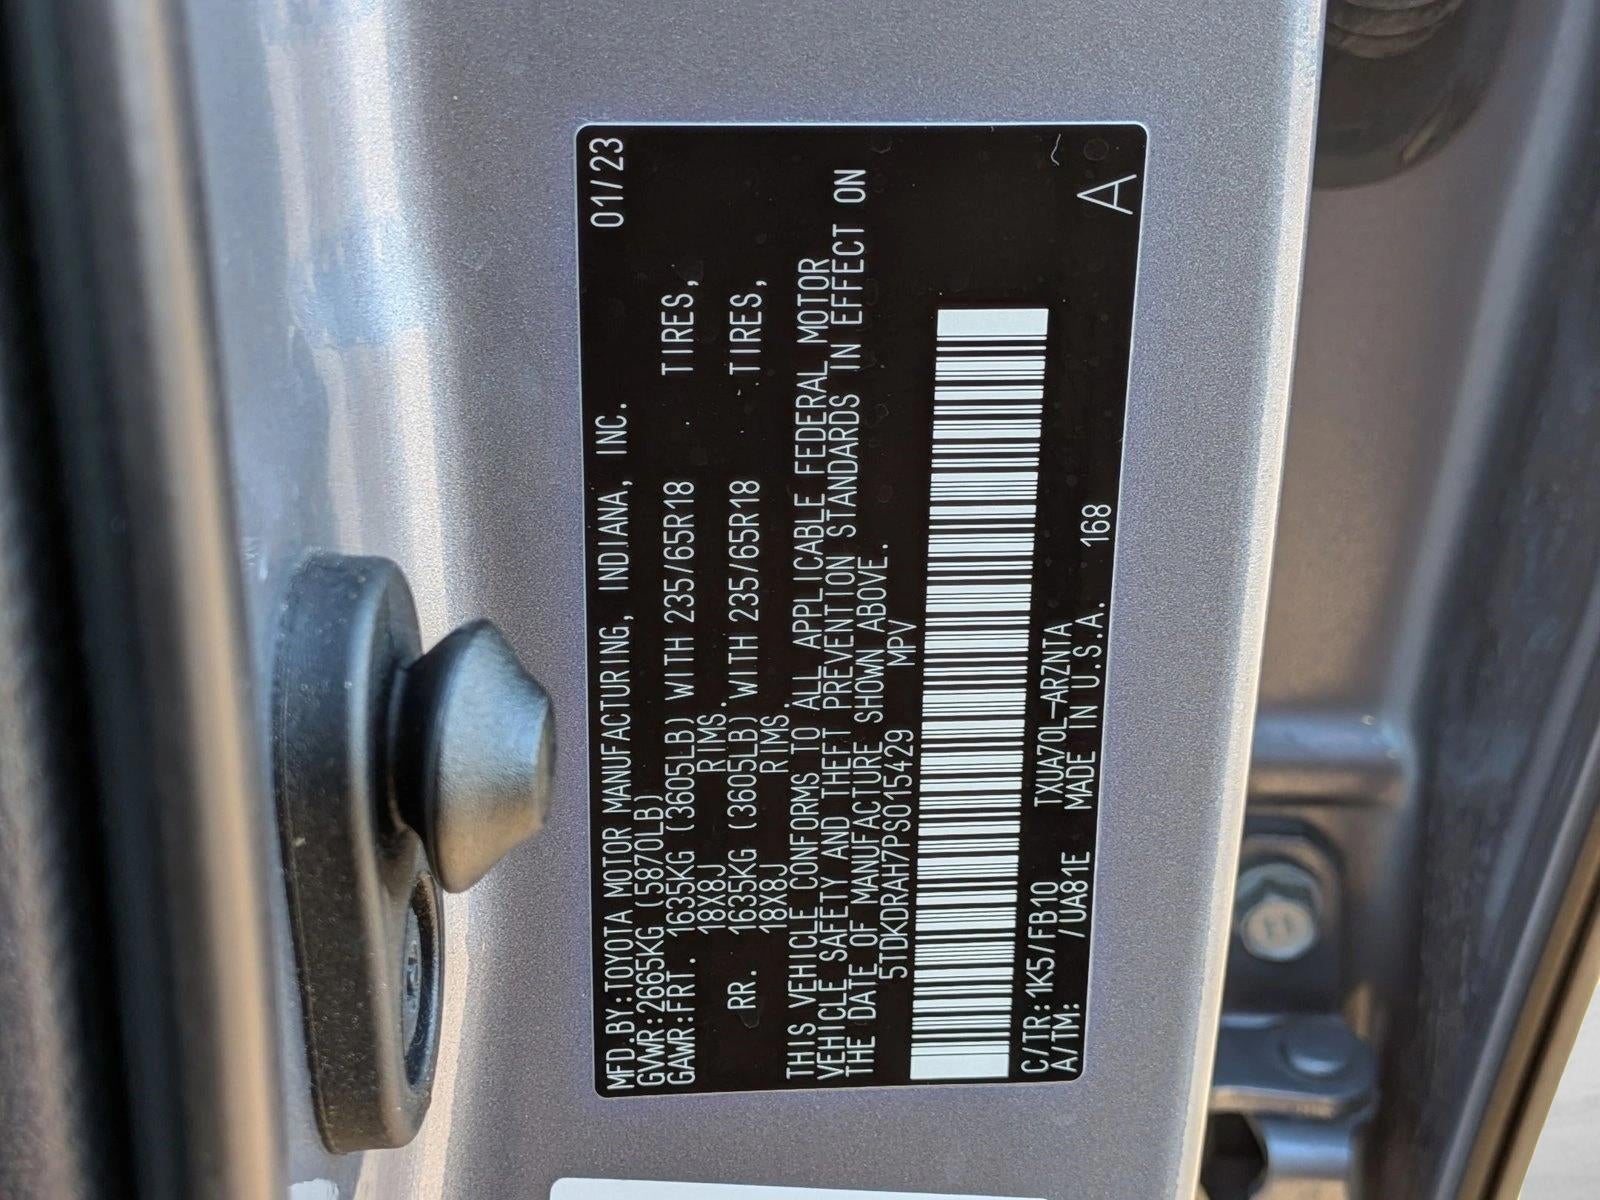 MFD.BY:TOYOTA MOTOR MANUFACTURING, INDIANA, INC. 01/23
GVWR:2665KG (5870LB)
GAWR:FRT. 1635KG (3605LB) WITH 235/65R18 TIRES,
18X8J RIMS.
RR. 1635KG (3605LB) WITH 235/65R18 TIRES,
18X8J RIMS.
THIS VEHICLE CONFORMS TO ALL APPLICABLE FEDERAL MOTOR
VEHICLE SAFETY AND THEFT PREVENTION STANDARDS IN EFFECT ON
THE DATE OF MANUFACTURE SHOWN ABOVE.
5TDKDRAH7PS015429 MPV
C/TR:1K5/FB10 TXUA70L-ARZNTA
A/TM: /UA81E MADE IN U.S.A. 168 A